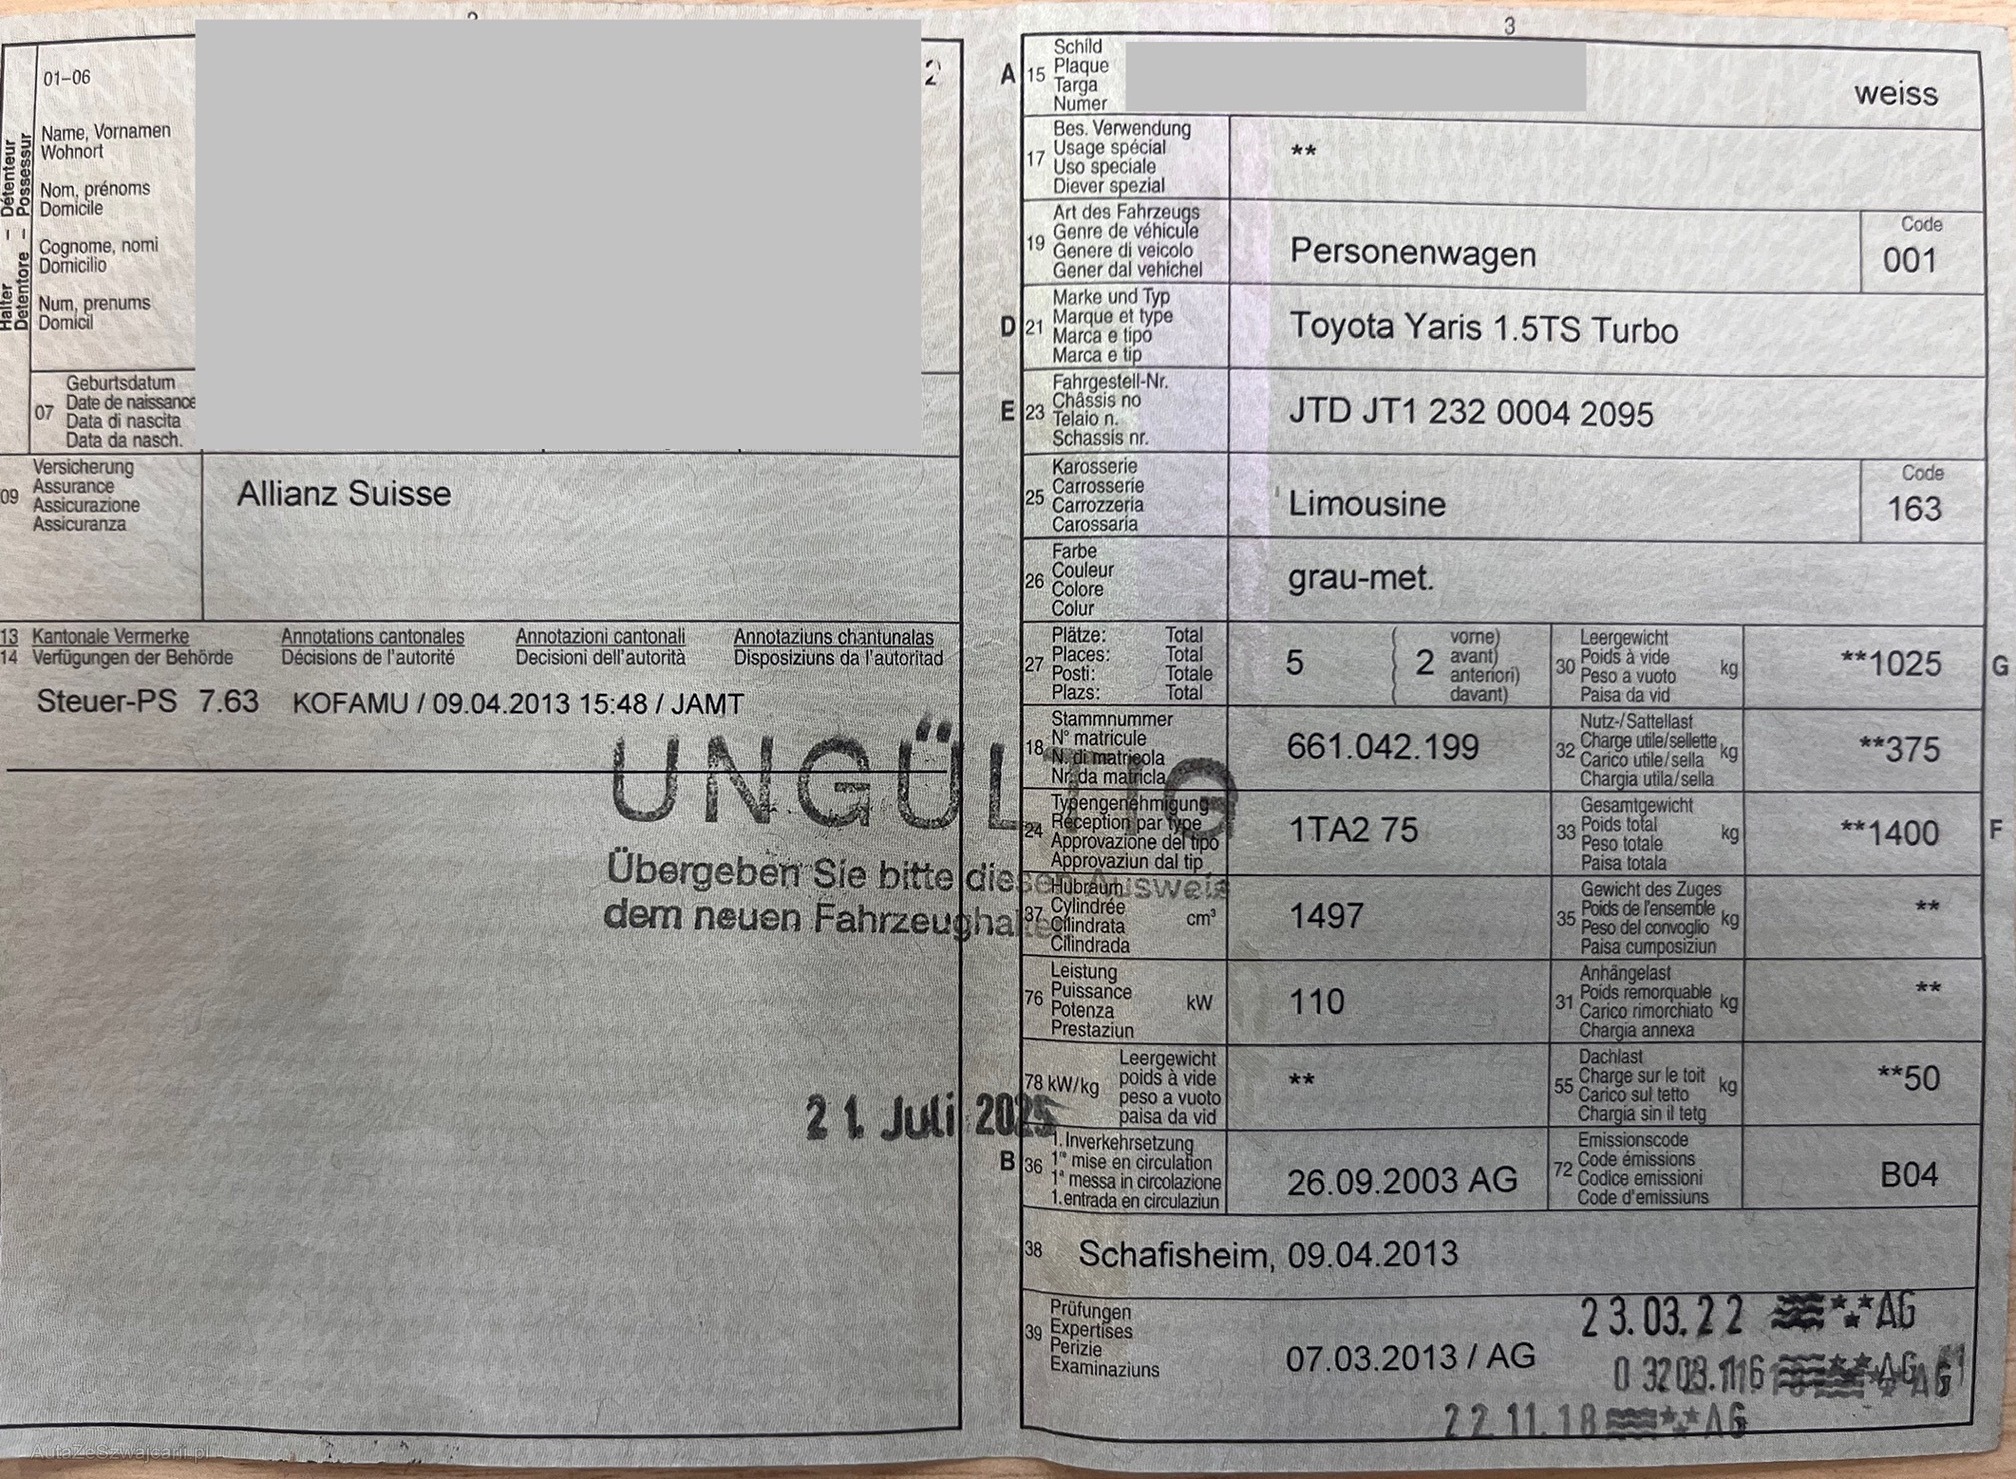 3
01–06
2
Halter – Détenteur
Detentore – Possessur
Name, Vornamen
Wohnort
Nom, prénoms
Domicile
Cognome, nomi
Domicilio
Num, prenums
Domicil
07
Geburtsdatum
Date de naissance
Data di nascita
Data da nasch.
09
Versicherung
Assurance
Assicurazione
Assicuranza
Allianz Suisse
13 Kantonale Vermerke Annotations cantonales Annotazioni cantonali Annotaziuns chantunalas
14 Verfügungen der Behörde Décisions de l'autorité Decisioni dell'autorità Disposiziuns da l'autoritad
Steuer-PS 7.63 KOFAMU / 09.04.2013 15:48 / JAMT
UNGÜLTIG
Übergeben Sie bitte diesen Ausweis
dem neuen Fahrzeughalter
21. Juli 2025
A 15
Schild
Plaque
Targa
Numer
weiss
17
Bes. Verwendung
Usage spécial
Uso speciale
Diever spezial
**
19
Art des Fahrzeugs
Genre de véhicule
Genere di veicolo
Gener dal vehichel
Personenwagen
Code
001
D 21
Marke und Typ
Marque et type
Marca e tipo
Marca e tip
Toyota Yaris 1.5TS Turbo
E 23
Fahrgestell-Nr.
Châssis no
Telaio n.
Schassis nr.
JTD JT1 232 0004 2095
25
Karosserie
Carrosserie
Carrozzeria
Carossaria
Limousine
Code
163
26
Farbe
Couleur
Colore
Colur
grau-met.
27
Plätze: Total
Places: Total
Posti: Totale
Plazs: Total
5
( 2 vorne)
avant)
anteriori)
davant)
30
Leergewicht
Poids à vide
Peso a vuoto
Paisa da vid
kg
**1025
G
18
Stammnummer
N° matricule
N. di matricola
Nr. da matricla
661.042.199
32
Nutz-/Sattellast
Charge utile/sellette
Carico utile/sella
Chargia utila/sella
kg
**375
24
Typengenehmigung
Réception par type
Approvazione del tipo
Approvaziun dal tip
1TA2 75
33
Gesamtgewicht
Poids total
Peso totale
Paisa totala
kg
**1400
F
37
Hubraum
Cylindrée
Cilindrata
Cilindrada
cm³
1497
35
Gewicht des Zuges
Poids de l'ensemble
Peso del convoglio
Paisa cumposiziun
kg
**
76
Leistung
Puissance
Potenza
Prestaziun
kW
110
31
Anhängelast
Poids remorquable
Carico rimorchiato
Chargia annexa
kg
**
78 kW/kg
Leergewicht
poids à vide
peso a vuoto
paisa da vid
**
55
Dachlast
Charge sur le toit
Carico sul tetto
Chargia sin il tetg
kg
**50
B 36
1. Inverkehrsetzung
1re mise en circulation
1a messa in circolazione
1. entrada en circulaziun
26.09.2003 AG
72
Emissionscode
Code émissions
Codice emissioni
Code d'emissiuns
B04
38
Schafisheim, 09.04.2013
39
Prüfungen
Expertises
Perizie
Examinaziuns
07.03.2013 / AG
23.03.22 AG
22.11.18 AG
AutaZeSzwajcarii.pl